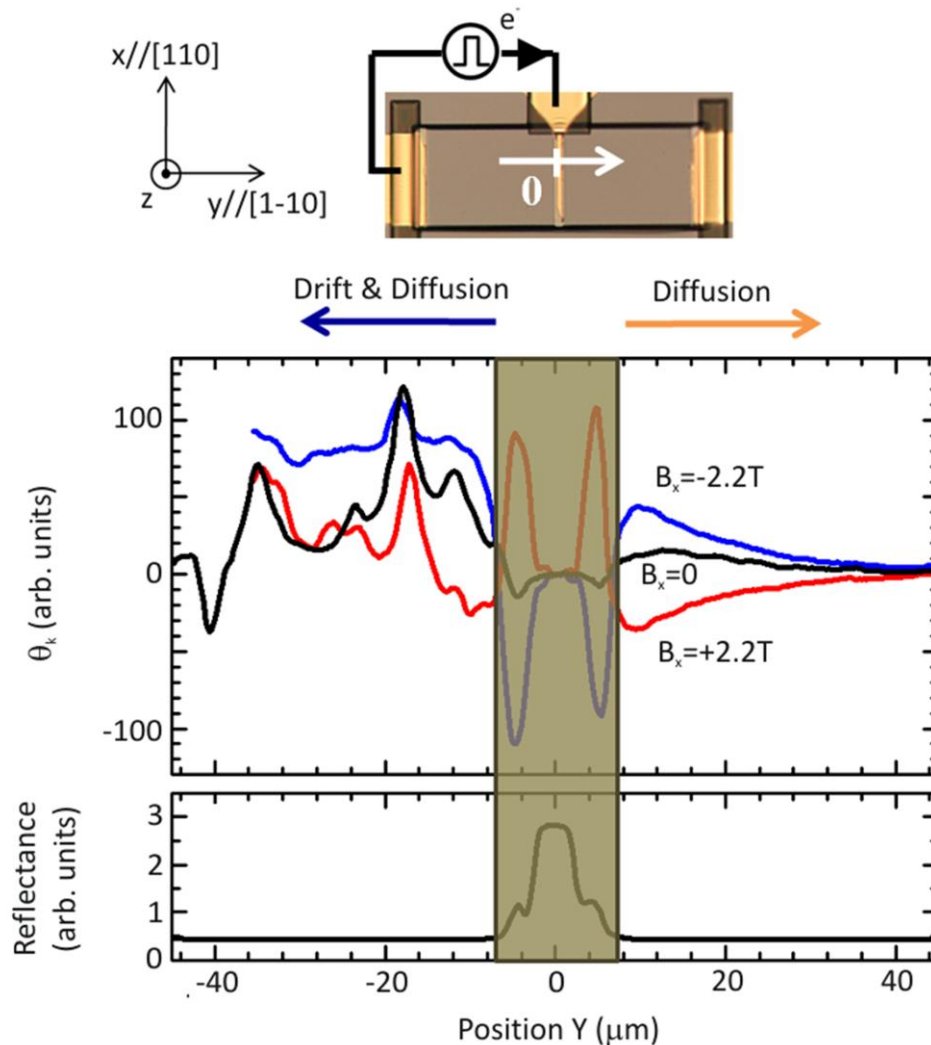 e-
x//[110]
z
y//[1-10]
0
Drift & Diffusion
Diffusion
θk (arb. units)
100
0
-100
Bx=-2.2T
Bx=0
Bx=+2.2T
Reflectance
(arb. units)
3
2
1
0
-40
-20
0
20
40
Position Y (μm)